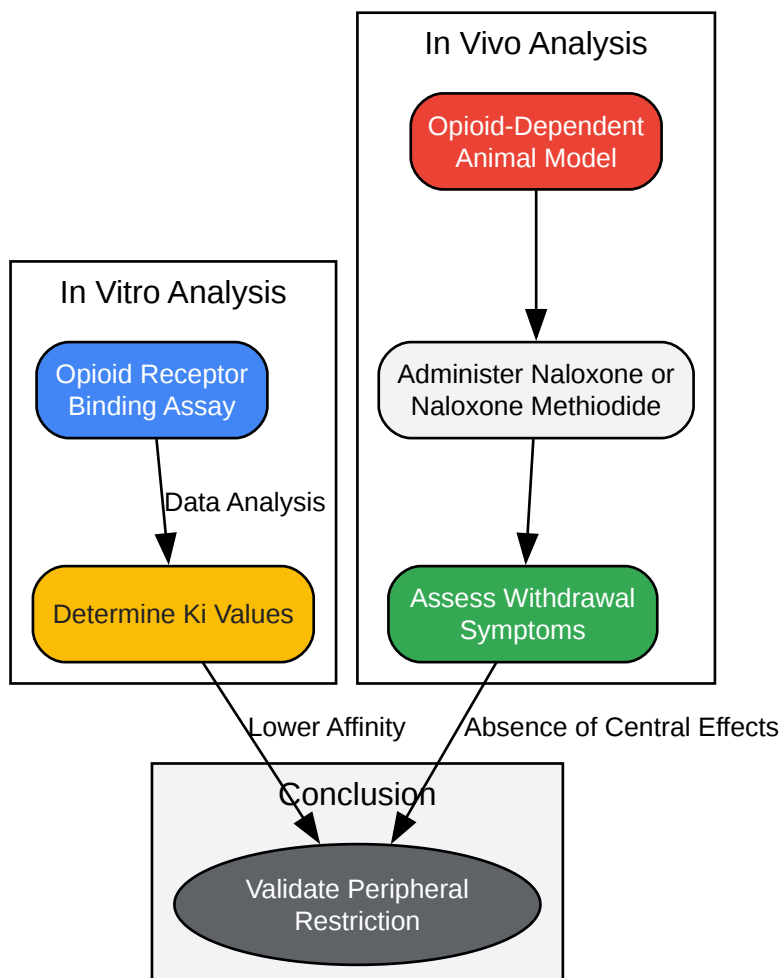 In Vivo Analysis
Opioid-Dependent
Animal Model
In Vitro Analysis
Opioid Receptor
Binding Assay
Administer Naloxone or
Naloxone Methiodide
Data Analysis
Determine Ki Values
Assess Withdrawal
Symptoms
Lower Affinity
Absence of Central Effects
Conclusion
Validate Peripheral
Restriction